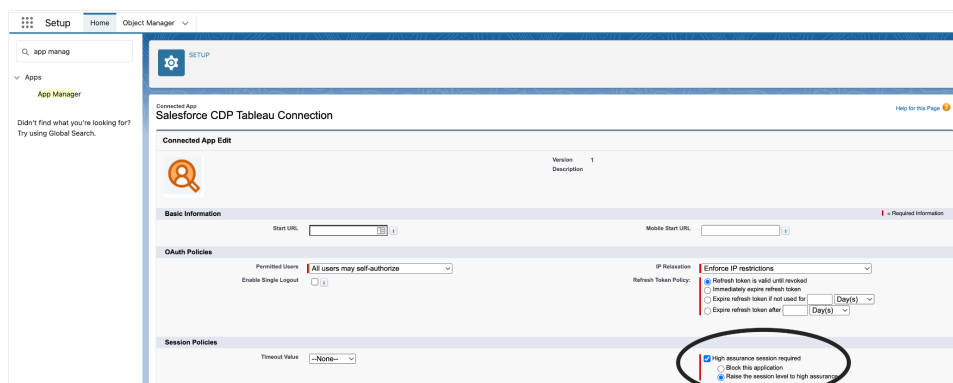 Setup Home Object Manager
app manag
Apps
App Manager
Didn't find what you're looking for?
Try using Global Search.
SETUP
Connected App
Salesforce CDP Tableau Connection
Help for this Page
Connected App Edit
Version 1
Description
Basic Information
= Required Information
Start URL
Mobile Start URL
OAuth Policies
Permitted Users All users may self-authorize
Enable Single Logout
IP Relaxation Enforce IP restrictions
Refresh Token Policy: Refresh token is valid until revoked
Immediately expire refresh token
Expire refresh token if not used for Day(s)
Expire refresh token after Day(s)
Session Policies
Timeout Value --None--
High assurance session required
Block this application
Raise the session level to high assurance